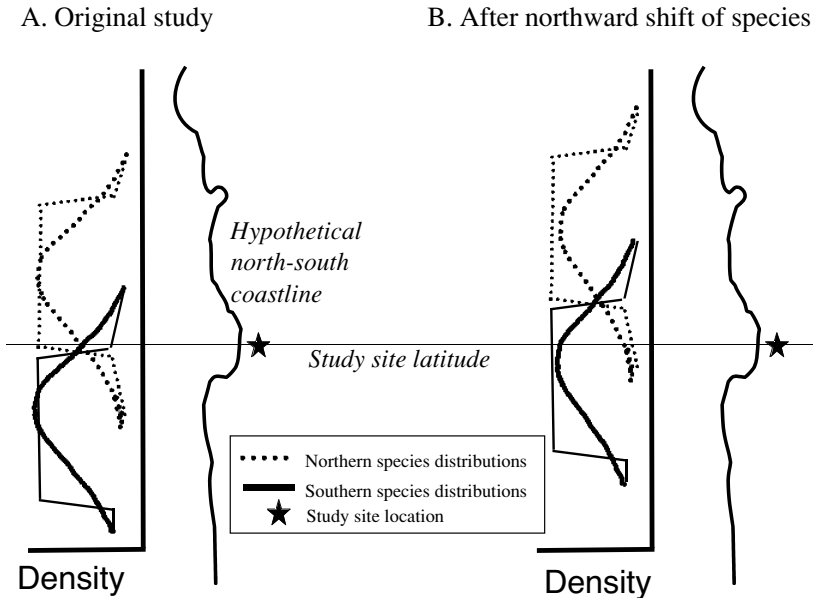 A. Original study
B. After northward shift of species
Hypothetical
north-south
coastline
Study site latitude
Northern species distributions
Southern species distributions
Study site location
Density
Density